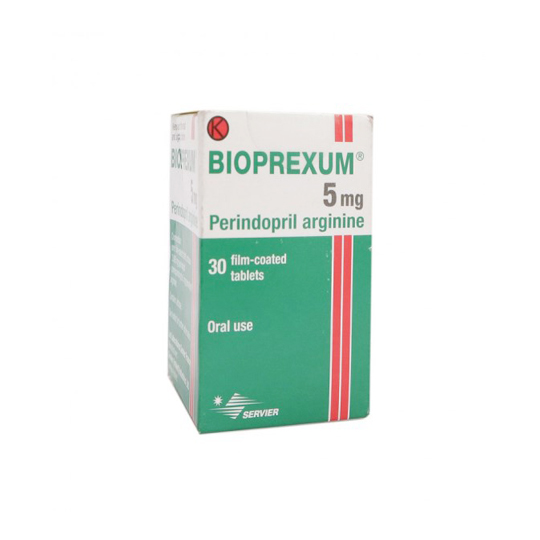 K
BIOPREXUM®
5 mg
Perindopril arginine
30 film-coated
tablets
Oral use
SERVIER